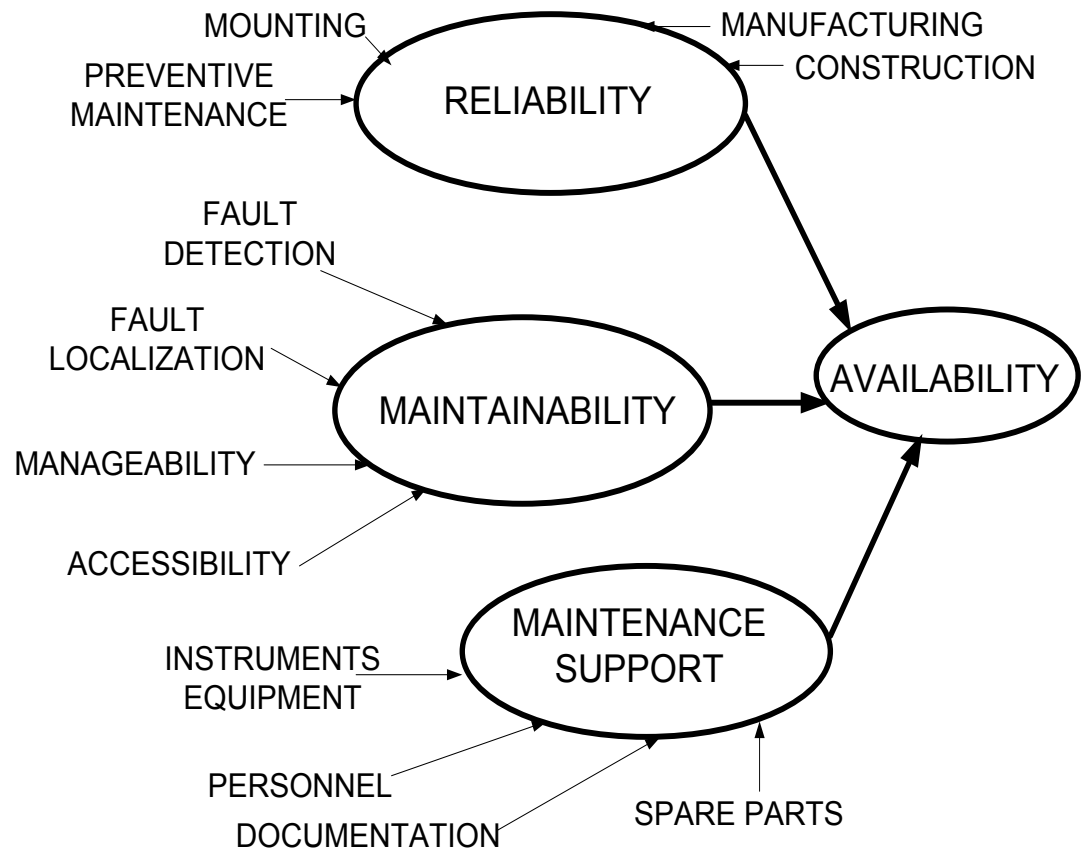 MOUNTING
MANUFACTURING
CONSTRUCTION
PREVENTIVE
MAINTENANCE
RELIABILITY
FAULT
DETECTION
FAULT
LOCALIZATION
AVAILABILITY
MAINTAINABILITY
MANAGEABILITY
ACCESSIBILITY
MAINTENANCE
SUPPORT
INSTRUMENTS
EQUIPMENT
PERSONNEL
SPARE PARTS
DOCUMENTATION